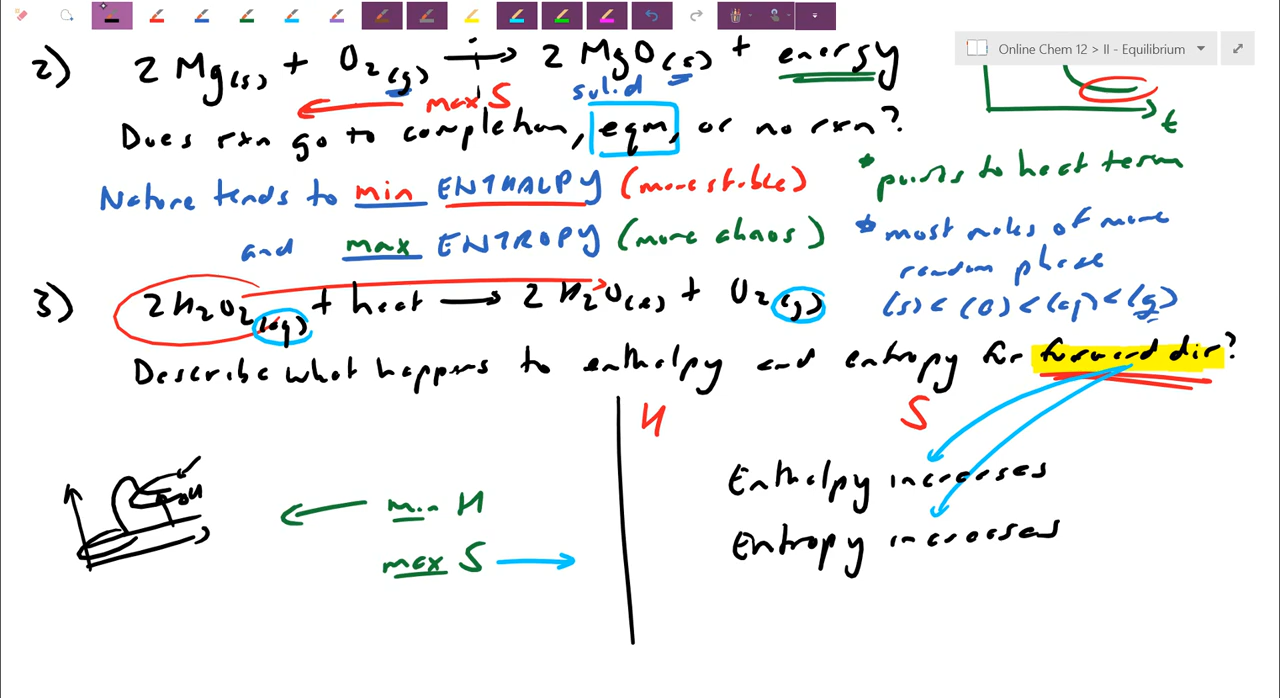 Online Chem 12 > II - Equilibrium
2) 2 Mg(s) + O2(g) → 2 MgO(s) + energy
max S solid
t
Does rxn go to completion, eqm, or no rxn?
Nature tends to min ENTHALPY (more stable)
and max ENTROPY (more chaos)
* points to heat term
* most moles of more
random phase
(s) < (l) < (aq) < (g)
3) 2 H2O2(aq) + heat → 2 H2O(l) + O2(g)
Describe what happens to enthalpy and entropy for forward dir?
H S
min H
max S
Enthalpy increases
Entropy increases